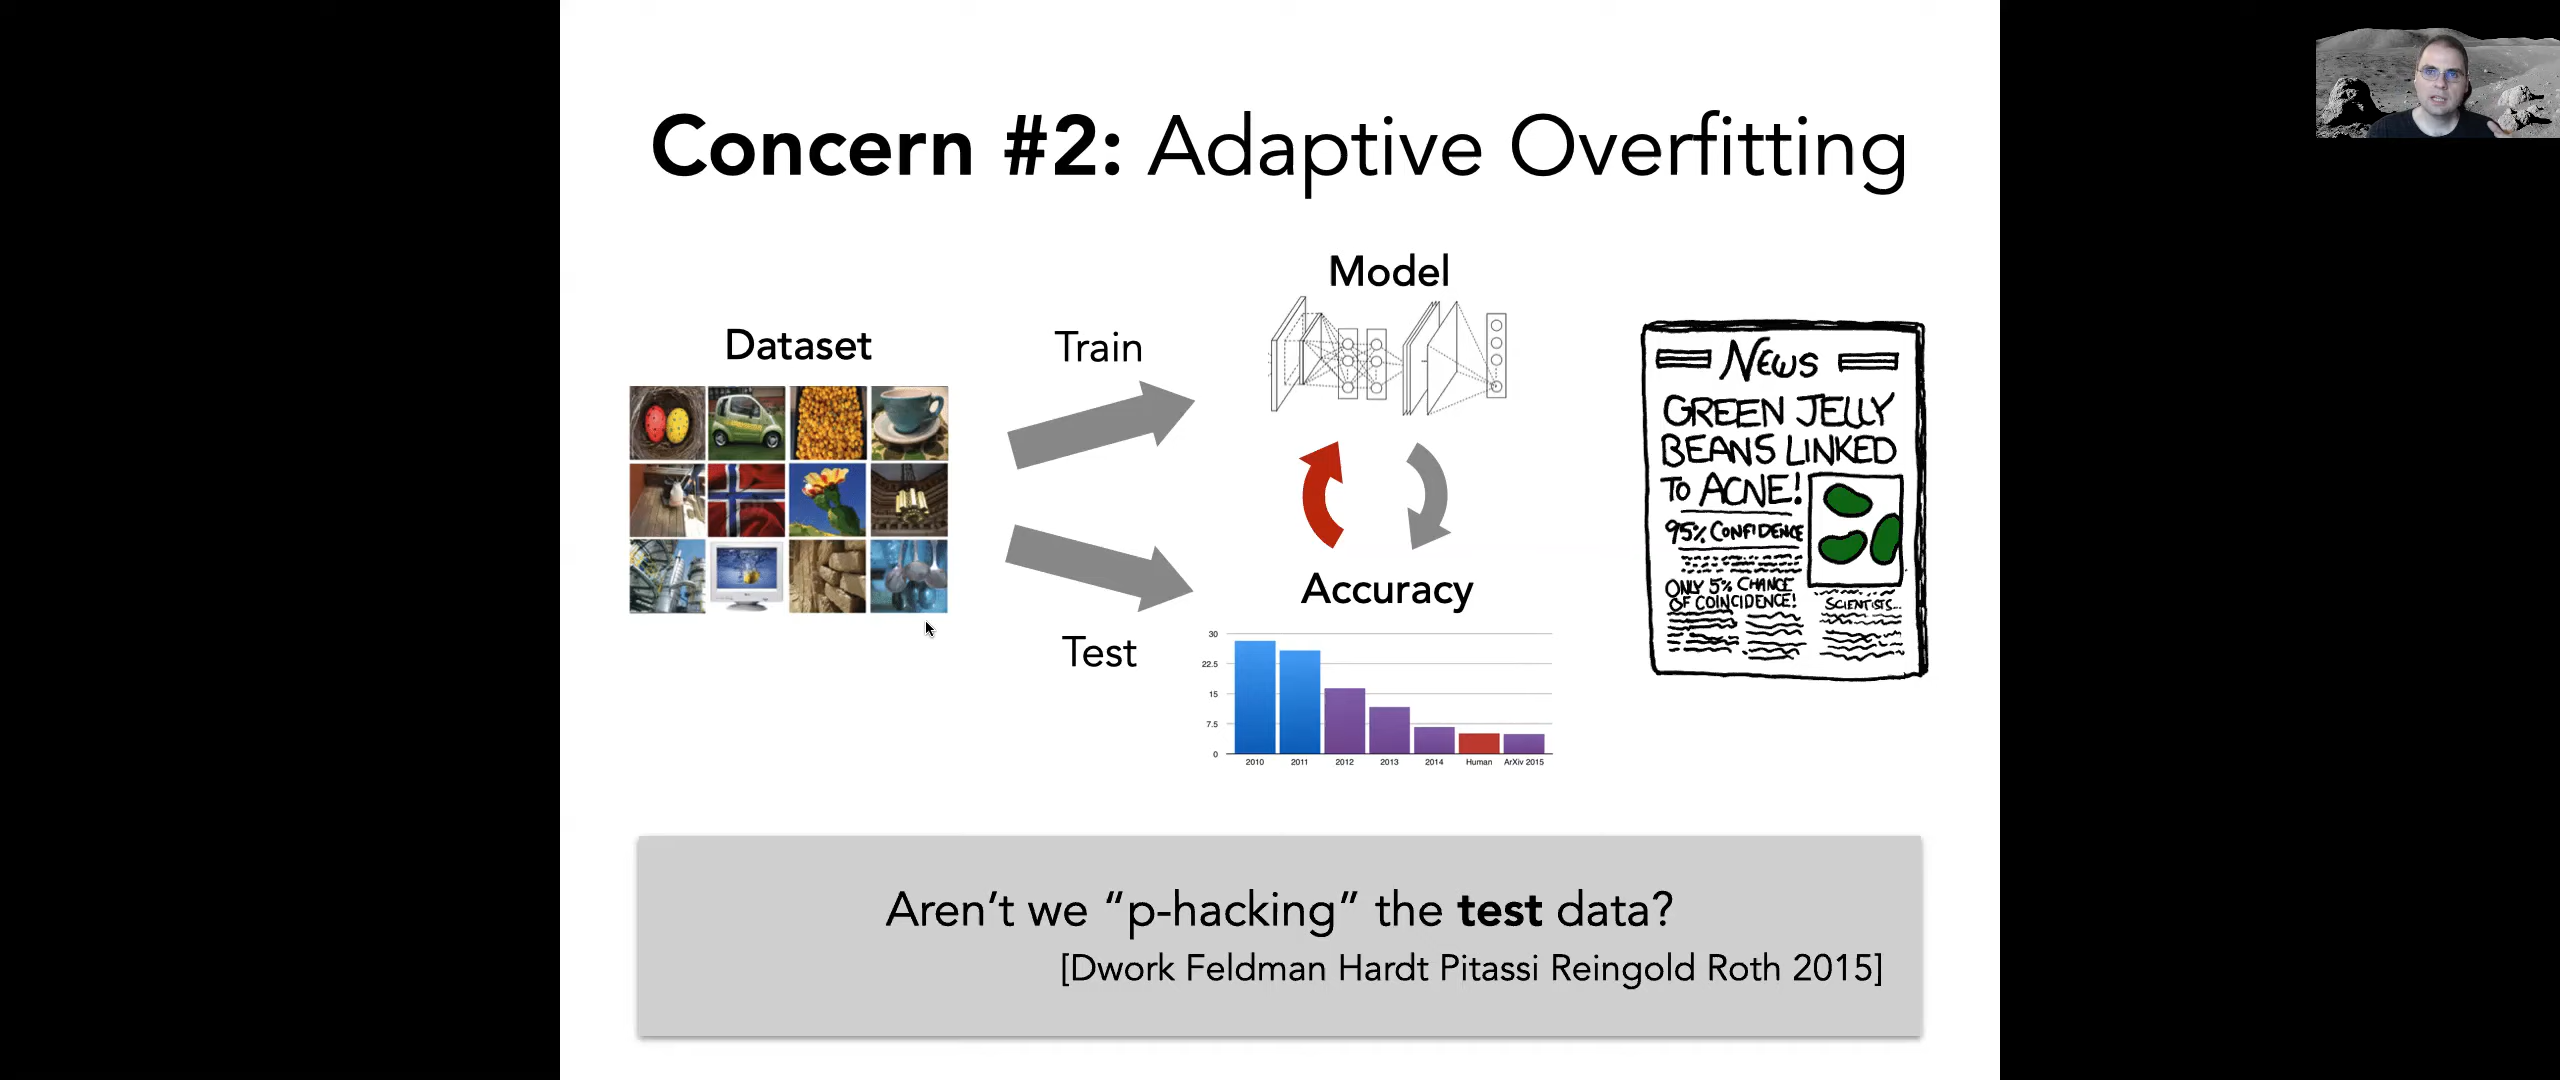 Concern #2: Adaptive Overfitting
Dataset
Train
Test
Model
Accuracy
30
22.5
15
7.5
0
2010 2011 2012 2013 2014 Human ArXiv 2015
NEWS
GREEN JELLY
BEANS LINKED
TO ACNE!
95% CONFIDENCE
ONLY 5% CHANCE
OF COINCIDENCE!
SCIENTISTS...
Aren’t we “p-hacking” the test data?
[Dwork Feldman Hardt Pitassi Reingold Roth 2015]